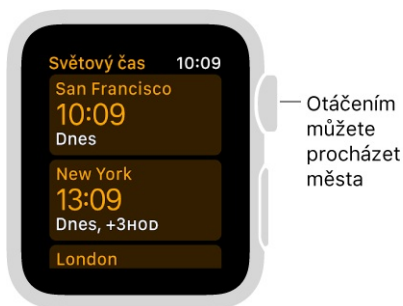 Světový čas 10:09
San Francisco
10:09
Dnes
New York
13:09
Dnes, +3HOD
London
Otáčením
můžete
procházet
města